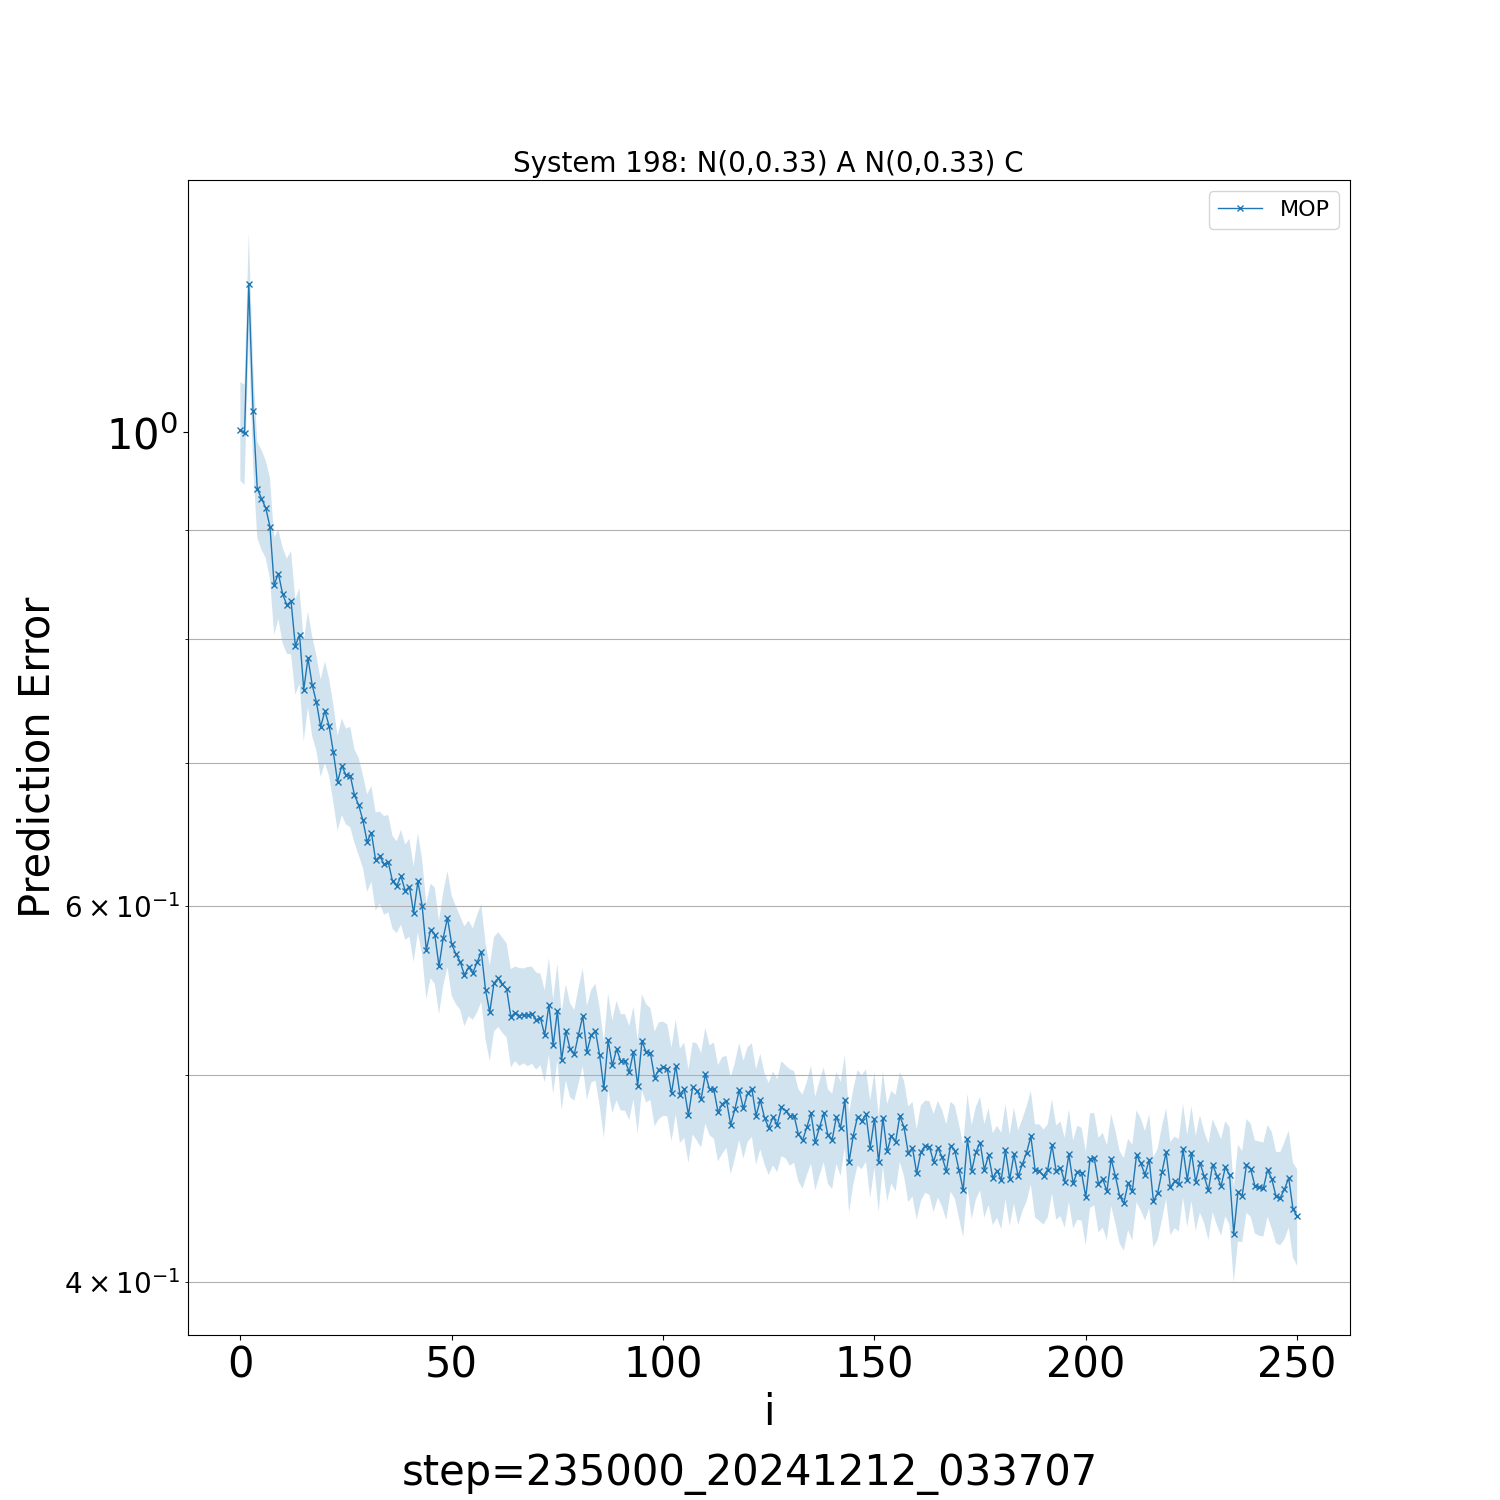 System 198: N(0,0.33) A N(0,0.33) C
MOP
Prediction Error
10⁰
6 × 10⁻¹
4 × 10⁻¹
0 50 100 150 200 250
i
step=235000_20241212_033707